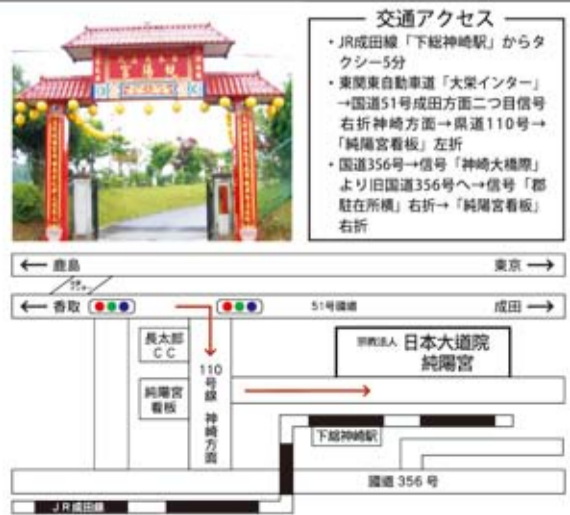 交通アクセス
・JR成田線「下総神崎駅」からタ
クシー5分
・東関東自動車道「大栄インター」
→国道51号成田方面二つ目信号
右折神崎方面→県道110号→
「純陽宮看板」左折
・国道356号→信号「神崎大橋際」
より旧国道356号へ→信号「郡
駐在所横」右折→「純陽宮看板」
右折
← 鹿島
東京 →
← 香取
51号國道
成田 →
長太郎
CC
純陽宮
看板
110号線 神崎方面
宗教法人 日本大道院
純陽宮
下総神崎駅
國道 356 号
JR成田線